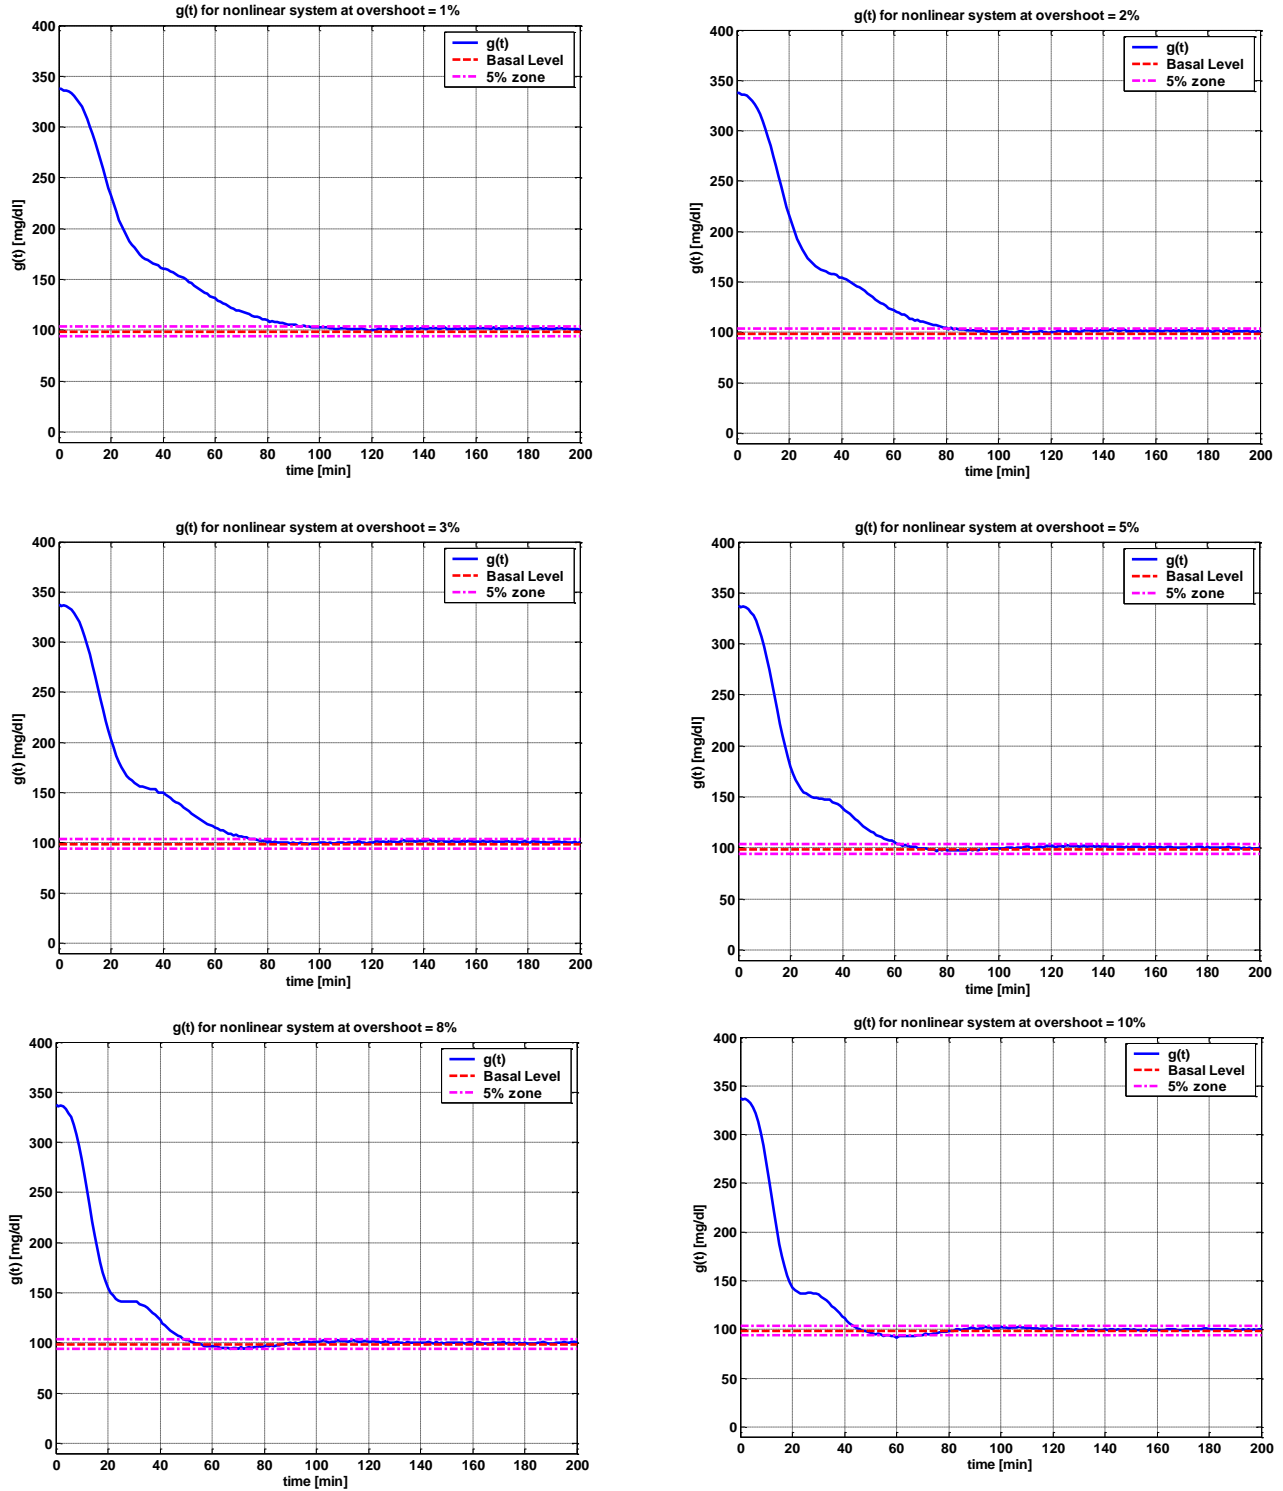 g(t) for nonlinear system at overshoot = 1%
g(t)
Basal Level
5% zone
g(t) [mg/dl]
400
350
300
250
200
150
100
50
0
0 20 40 60 80 100 120 140 160 180 200
time [min]
g(t) for nonlinear system at overshoot = 2%
g(t)
Basal Level
5% zone
g(t) [mg/dl]
400
350
300
250
200
150
100
50
0
0 20 40 60 80 100 120 140 160 180 200
time [min]
g(t) for nonlinear system at overshoot = 3%
g(t)
Basal Level
5% zone
g(t) [mg/dl]
400
350
300
250
200
150
100
50
0
0 20 40 60 80 100 120 140 160 180 200
time [min]
g(t) for nonlinear system at overshoot = 5%
g(t)
Basal Level
5% zone
g(t) [mg/dl]
400
350
300
250
200
150
100
50
0
0 20 40 60 80 100 120 140 160 180 200
time [min]
g(t) for nonlinear system at overshoot = 8%
g(t)
Basal Level
5% zone
g(t) [mg/dl]
400
350
300
250
200
150
100
50
0
0 20 40 60 80 100 120 140 160 180 200
time [min]
g(t) for nonlinear system at overshoot = 10%
g(t)
Basal Level
5% zone
g(t) [mg/dl]
400
350
300
250
200
150
100
50
0
0 20 40 60 80 100 120 140 160 180 200
time [min]